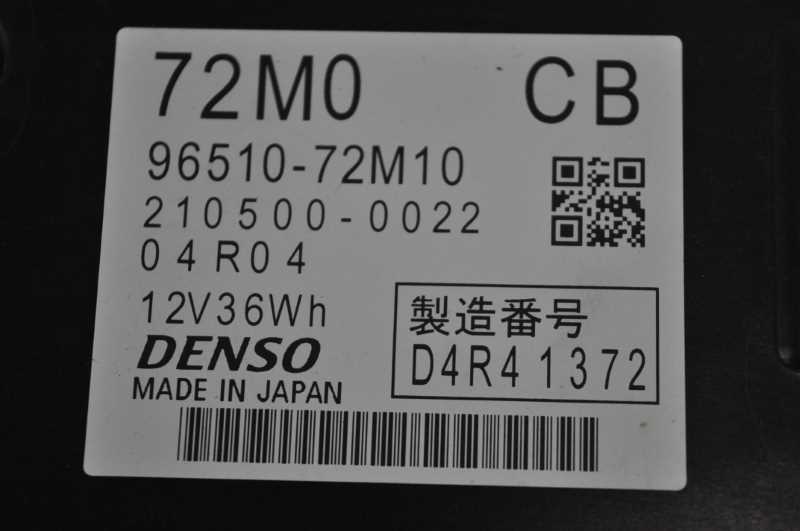 72M0 CB
96510-72M10
210500-0022
04R04
12V36Wh
DENSO
MADE IN JAPAN
製造番号
D4R41372